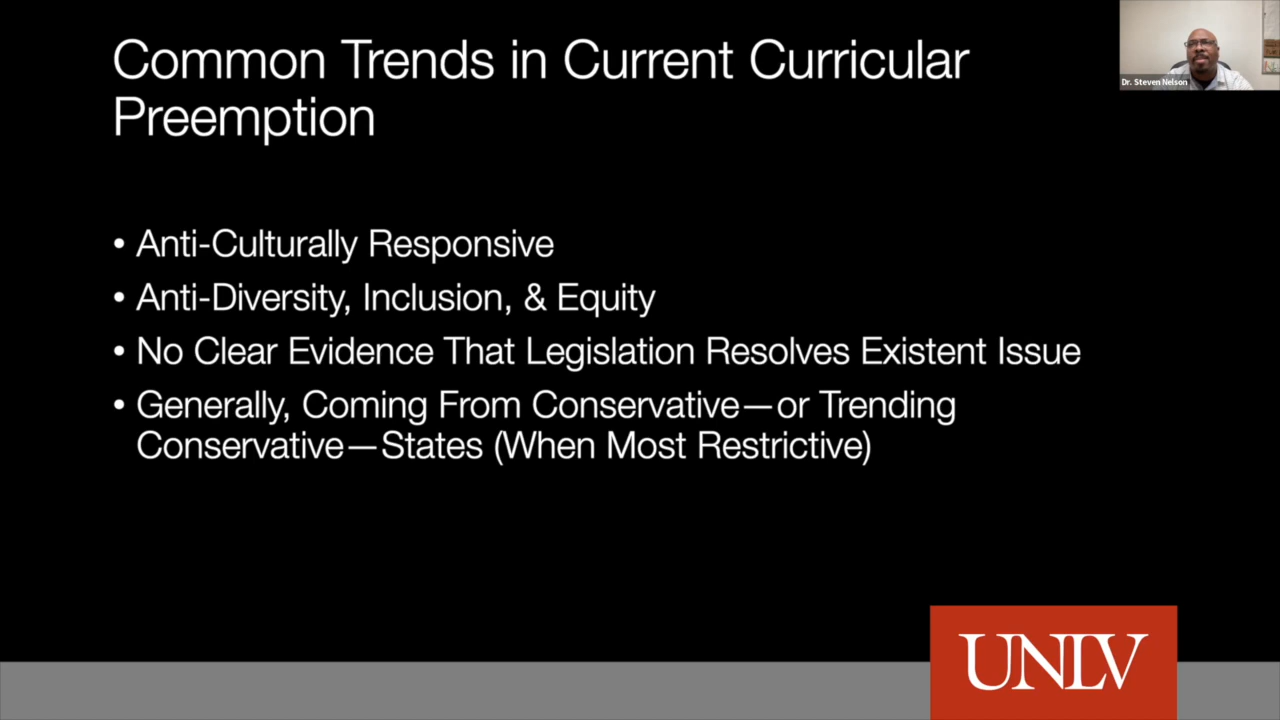 Common Trends in Current Curricular
Preemption
Dr. Steven Nelson
• Anti-Culturally Responsive
• Anti-Diversity, Inclusion, & Equity
• No Clear Evidence That Legislation Resolves Existent Issue
• Generally, Coming From Conservative—or Trending
Conservative—States (When Most Restrictive)
UNLV